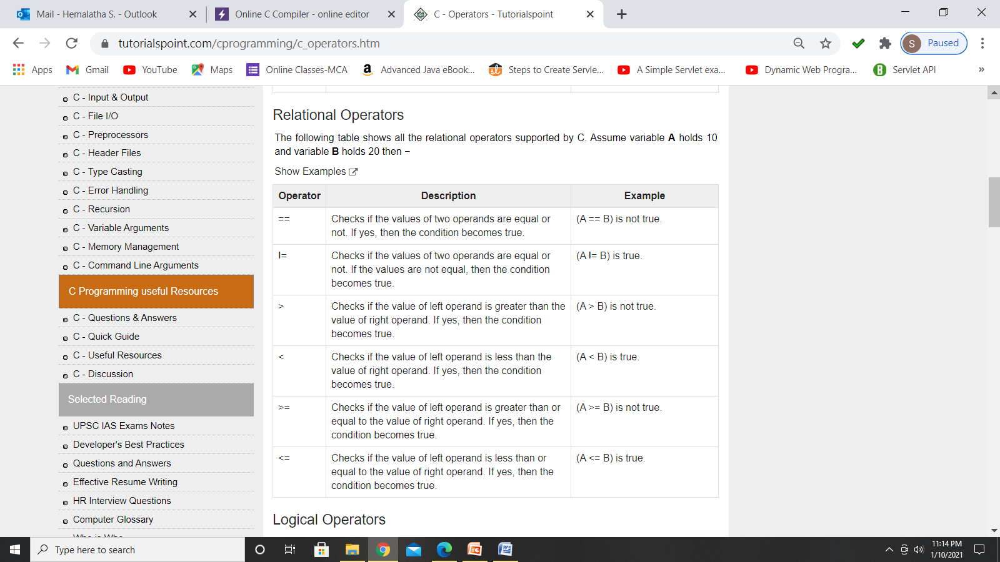 Mail - Hemalatha S. - Outlook
Online C Compiler - online editor
C - Operators - Tutorialspoint
tutorialspoint.com/cprogramming/c_operators.htm
S
Paused
Apps
Gmail
YouTube
Maps
Online Classes-MCA
Advanced Java eBook...
Steps to Create Servle...
A Simple Servlet exa...
Dynamic Web Progra...
Servlet API
»
C - Input & Output
C - File I/O
C - Preprocessors
C - Header Files
C - Type Casting
C - Error Handling
C - Recursion
C - Variable Arguments
C - Memory Management
C - Command Line Arguments
C Programming useful Resources
C - Questions & Answers
C - Quick Guide
C - Useful Resources
C - Discussion
Selected Reading
UPSC IAS Exams Notes
Developer's Best Practices
Questions and Answers
Effective Resume Writing
HR Interview Questions
Computer Glossary
Who is Who
Relational Operators
The following table shows all the relational operators supported by C. Assume variable A holds 10
and variable B holds 20 then −
Show Examples
Operator Description Example
== Checks if the values of two operands are equal or (A == B) is not true.
not. If yes, then the condition becomes true.
!= Checks if the values of two operands are equal or (A != B) is true.
not. If the values are not equal, then the condition
becomes true.
> Checks if the value of left operand is greater than the (A > B) is not true.
value of right operand. If yes, then the condition
becomes true.
< Checks if the value of left operand is less than the (A < B) is true.
value of right operand. If yes, then the condition
becomes true.
>= Checks if the value of left operand is greater than or (A >= B) is not true.
equal to the value of right operand. If yes, then the
condition becomes true.
<= Checks if the value of left operand is less than or (A <= B) is true.
equal to the value of right operand. If yes, then the
condition becomes true.
Logical Operators
Type here to search
11:14 PM
1/10/2021